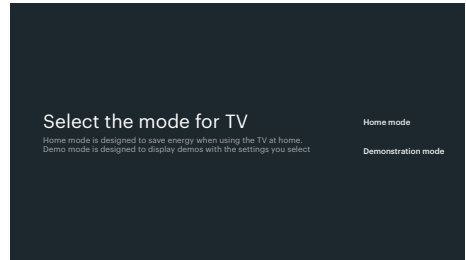 Select the mode for TV
Home mode is designed to save energy when using the TV at home.
Demo mode is designed to display demos with the settings you select
Home mode
Demonstration mode